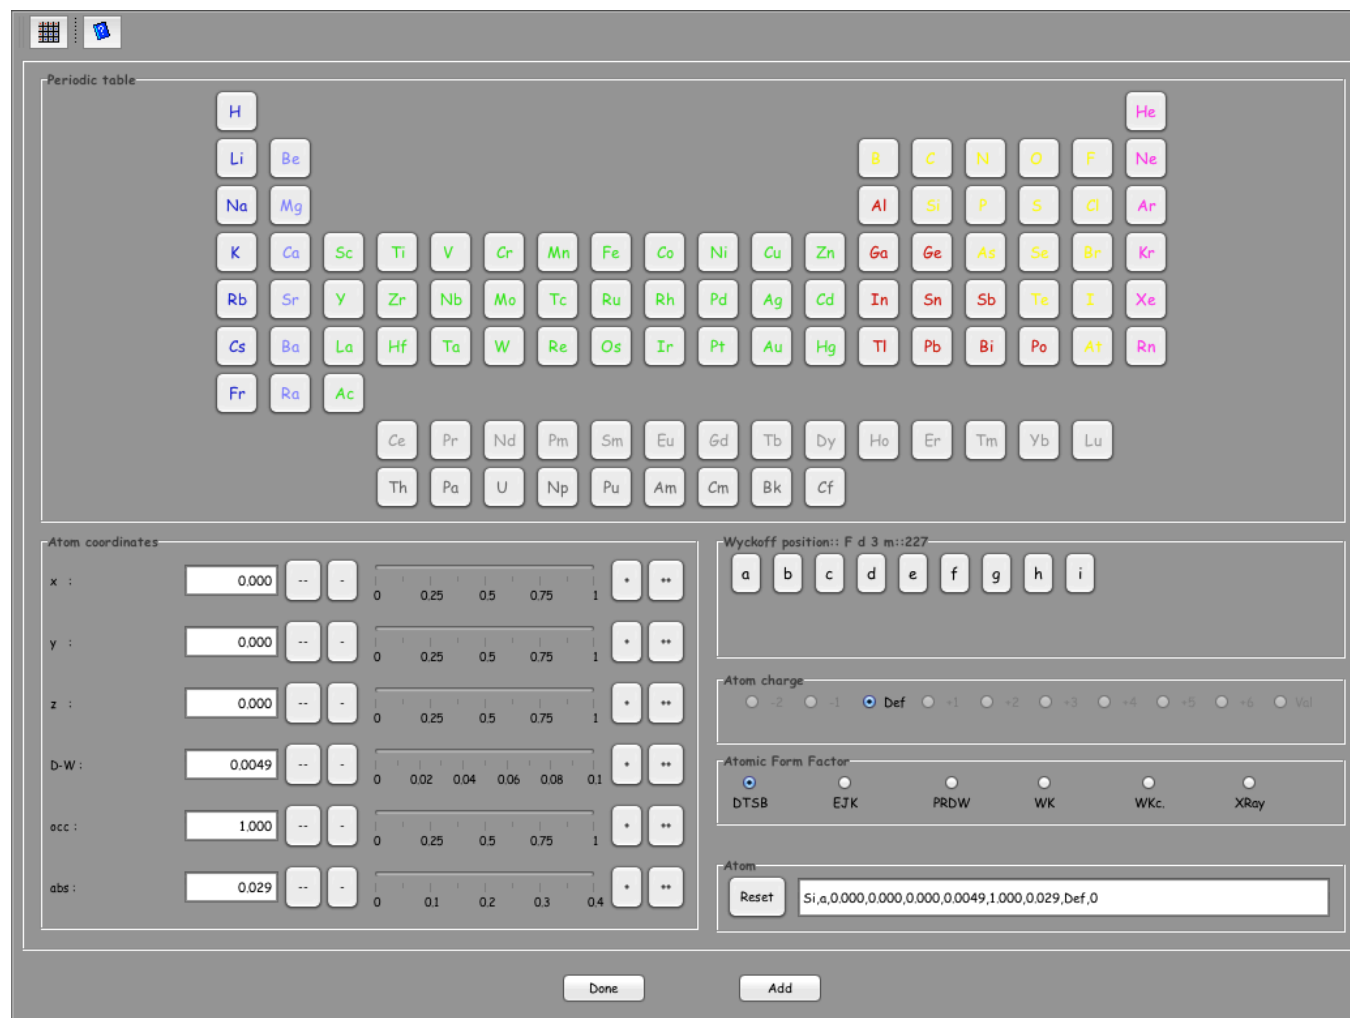 Periodic table
H He
Li Be B C N O F Ne
Na Mg Al Si P S Cl Ar
K Ca Sc Ti V Cr Mn Fe Co Ni Cu Zn Ga Ge As Se Br Kr
Rb Sr Y Zr Nb Mo Tc Ru Rh Pd Ag Cd In Sn Sb Te I Xe
Cs Ba La Hf Ta W Re Os Ir Pt Au Hg Tl Pb Bi Po At Rn
Fr Ra Ac
Ce Pr Nd Pm Sm Eu Gd Tb Dy Ho Er Tm Yb Lu
Th Pa U Np Pu Am Cm Bk Cf
Atom coordinates
x : 0.000 -- - + ++
0 0.25 0.5 0.75 1
y : 0.000 -- - + ++
0 0.25 0.5 0.75 1
z : 0.000 -- - + ++
0 0.25 0.5 0.75 1
D-W : 0.0049 -- - + ++
0 0.02 0.04 0.06 0.08 0.1
occ : 1.000 -- - + ++
0 0.25 0.5 0.75 1
abs : 0.029 -- - + ++
0 0.1 0.2 0.3 0.4
Wyckoff position:: F d 3 m::227
a b c d e f g h i
Atom charge
-2 -1 Def +1 +2 +3 +4 +5 +6 Val
Atomic Form Factor
DTSB EJK PRDW WK WKc. XRay
Atom
Reset Si,a,0.000,0.000,0.000,0.0049,1.000,0.029,Def,0
Done Add